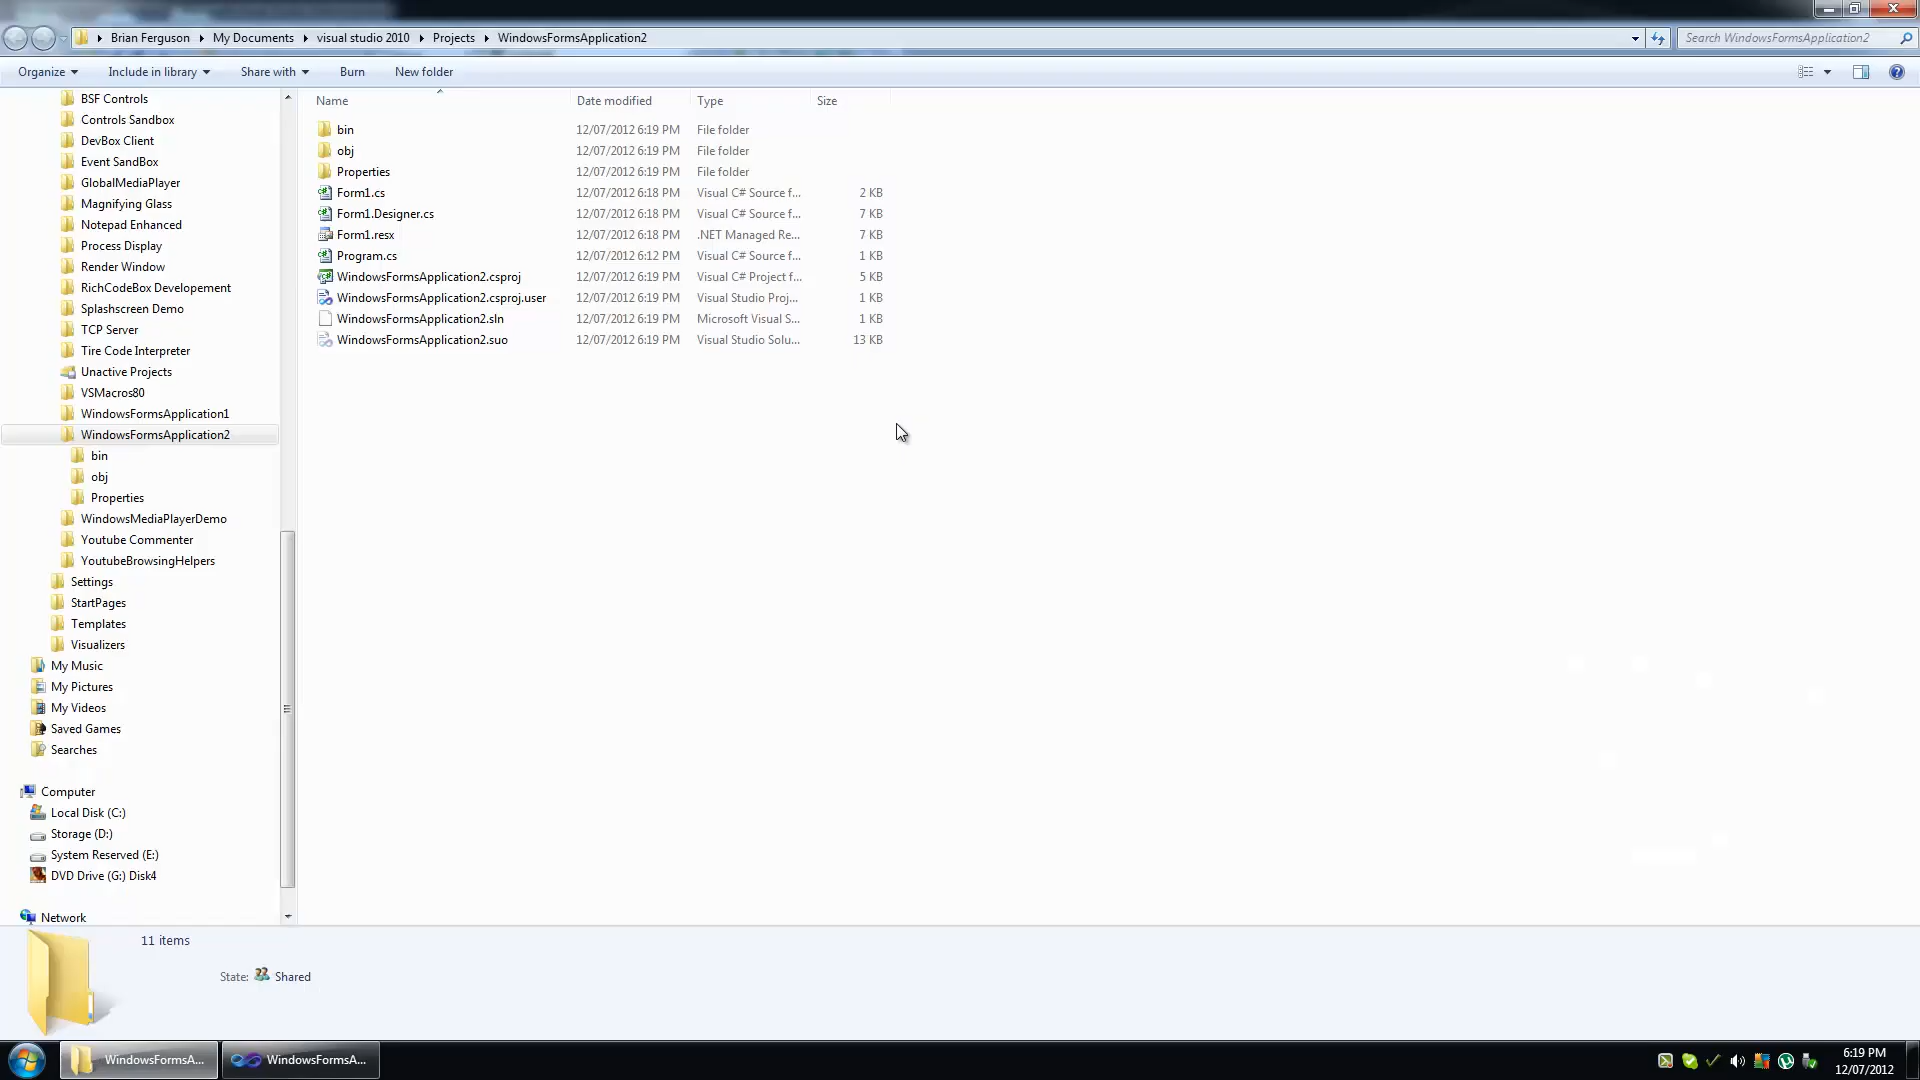 Brian Ferguson My Documents visual studio 2010 Projects WindowsFormsApplication2 Search WindowsFormsApplication2
Organize Include in library Share with Burn New folder
Name Date modified Type Size
BSF Controls
Controls Sandbox
DevBox Client
Event SandBox
GlobalMediaPlayer
Magnifying Glass
Notepad Enhanced
Process Display
Render Window
RichCodeBox Developement
Splashscreen Demo
TCP Server
Tire Code Interpreter
Unactive Projects
VSMacros80
WindowsFormsApplication1
WindowsFormsApplication2
bin
obj
Properties
WindowsMediaPlayerDemo
Youtube Commenter
YoutubeBrowsingHelpers
Settings
StartPages
Templates
Visualizers
My Music
My Pictures
My Videos
Saved Games
Searches
Computer
Local Disk (C:)
Storage (D:)
System Reserved (E:)
DVD Drive (G:) Disk4
Network
bin 12/07/2012 6:19 PM File folder
obj 12/07/2012 6:19 PM File folder
Properties 12/07/2012 6:19 PM File folder
Form1.cs 12/07/2012 6:18 PM Visual C# Source f... 2 KB
Form1.Designer.cs 12/07/2012 6:18 PM Visual C# Source f... 7 KB
Form1.resx 12/07/2012 6:18 PM .NET Managed Re... 7 KB
Program.cs 12/07/2012 6:12 PM Visual C# Source f... 1 KB
WindowsFormsApplication2.csproj 12/07/2012 6:19 PM Visual C# Project f... 5 KB
WindowsFormsApplication2.csproj.user 12/07/2012 6:19 PM Visual Studio Proj... 1 KB
WindowsFormsApplication2.sln 12/07/2012 6:19 PM Microsoft Visual S... 1 KB
WindowsFormsApplication2.suo 12/07/2012 6:19 PM Visual Studio Solu... 13 KB
11 items
State: Shared
WindowsFormsA... WindowsFormsA...
6:19 PM
12/07/2012